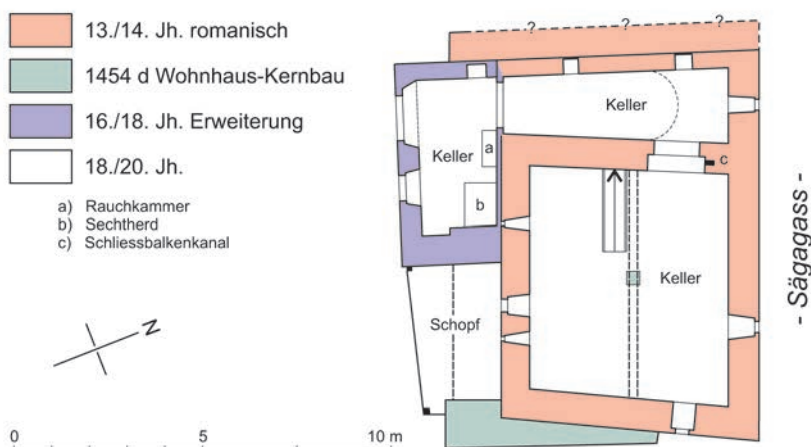 13./14. Jh. romanisch
1454 d Wohnhaus-Kernbau
16./18. Jh. Erweiterung
18./20. Jh.
a) Rauchkammer
b) Sechtherd
c) Schliessbalkenkanal
N
0 5 10 m
? ? ?
Keller
Keller
a
b
c
Keller
Schopf
- Sägagass -